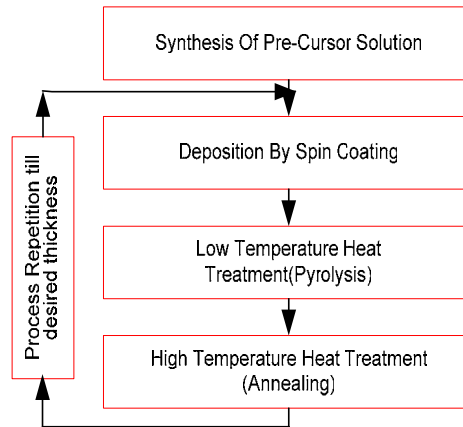 Synthesis Of Pre-Cursor Solution
Deposition By Spin Coating
Low Temperature Heat
Treatment(Pyrolysis)
High Temperature Heat Treatment
(Annealing)
Process Repetition till
desired thickness